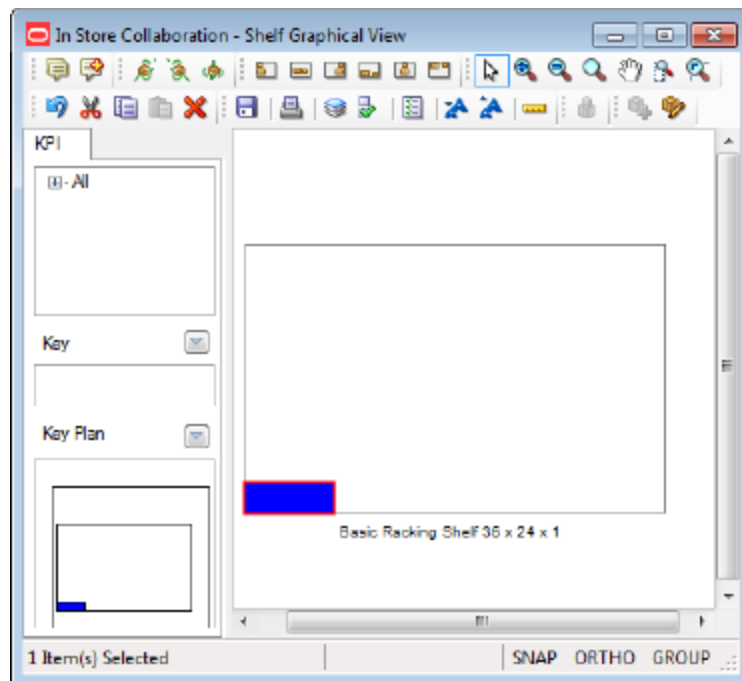 In Store Collaboration - Shelf Graphical View
KPI
All
Key
Key Plan
Basic Racking Shelf 36 x 24 x 1
1 Item(s) Selected
SNAP ORTHO GROUP